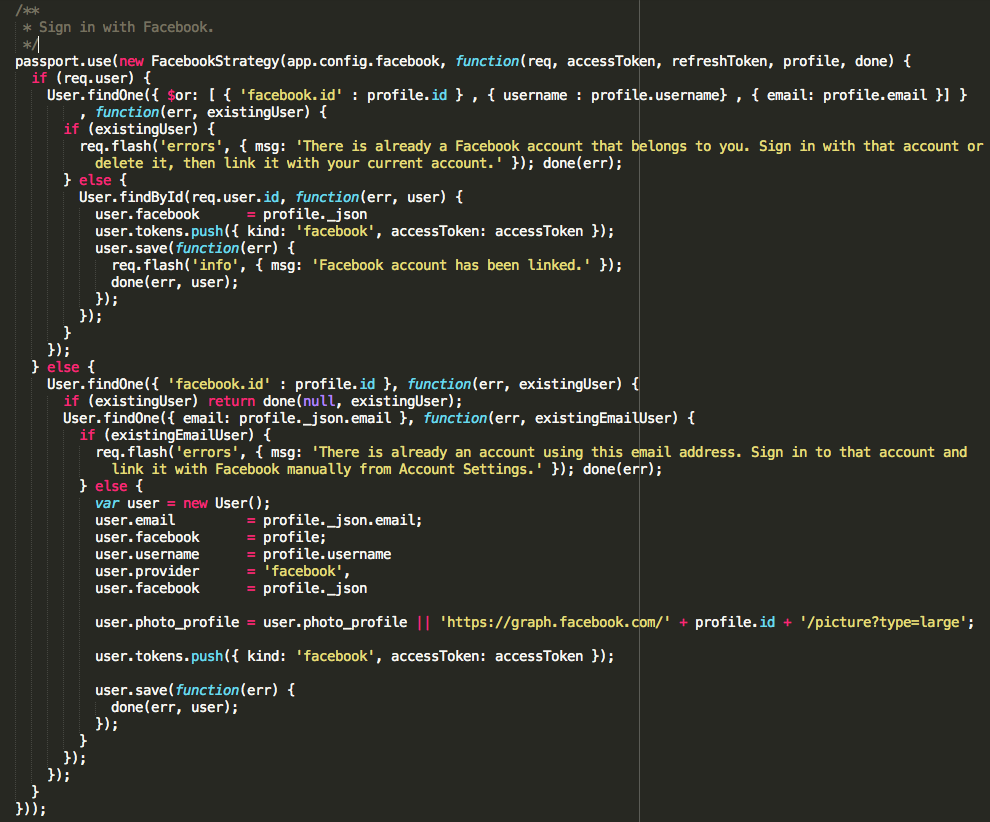 /**
 * Sign in with Facebook.
 */
passport.use(new FacebookStrategy(app.config.facebook, function(req, accessToken, refreshToken, profile, done) {
  if (req.user) {
    User.findOne({ $or: [ { 'facebook.id' : profile.id } , { username : profile.username} , { email: profile.email }] }
        , function(err, existingUser) {
      if (existingUser) {
        req.flash('errors', { msg: 'There is already a Facebook account that belongs to you. Sign in with that account or
          delete it, then link it with your current account.' }); done(err);
      } else {
        User.findById(req.user.id, function(err, user) {
          user.facebook      = profile._json
          user.tokens.push({ kind: 'facebook', accessToken: accessToken });
          user.save(function(err) {
            req.flash('info', { msg: 'Facebook account has been linked.' });
            done(err, user);
          });
        });
      }
    });
  } else {
    User.findOne({ 'facebook.id' : profile.id }, function(err, existingUser) {
      if (existingUser) return done(null, existingUser);
      User.findOne({ email: profile._json.email }, function(err, existingEmailUser) {
        if (existingEmailUser) {
          req.flash('errors', { msg: 'There is already an account using this email address. Sign in to that account and
            link it with Facebook manually from Account Settings.' }); done(err);
        } else {
          var user = new User();
          user.email         = profile._json.email;
          user.facebook      = profile;
          user.username      = profile.username
          user.provider      = 'facebook',
          user.facebook      = profile._json

          user.photo_profile = user.photo_profile || 'https://graph.facebook.com/' + profile.id + '/picture?type=large';

          user.tokens.push({ kind: 'facebook', accessToken: accessToken });

          user.save(function(err) {
            done(err, user);
          });
        }
      });
    });
  }
}));